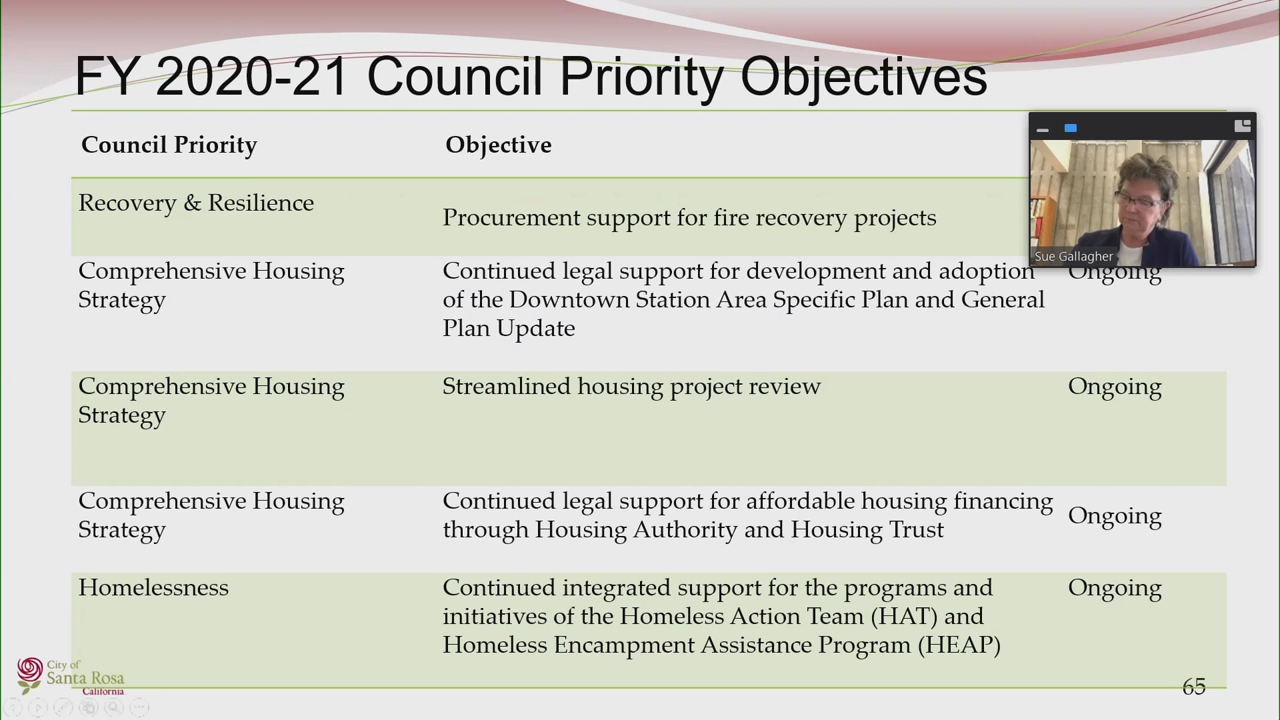 FY 2020-21 Council Priority Objectives
Council Priority
Objective
Recovery & Resilience
Procurement support for fire recovery projects
Sue Gallagher
Comprehensive Housing
Strategy
Continued legal support for development and adoption
of the Downtown Station Area Specific Plan and General
Plan Update
Ongoing
Comprehensive Housing
Strategy
Streamlined housing project review
Ongoing
Comprehensive Housing
Strategy
Continued legal support for affordable housing financing
through Housing Authority and Housing Trust
Ongoing
Homelessness
Continued integrated support for the programs and
initiatives of the Homeless Action Team (HAT) and
Homeless Encampment Assistance Program (HEAP)
Ongoing
City of
Santa Rosa
California
65